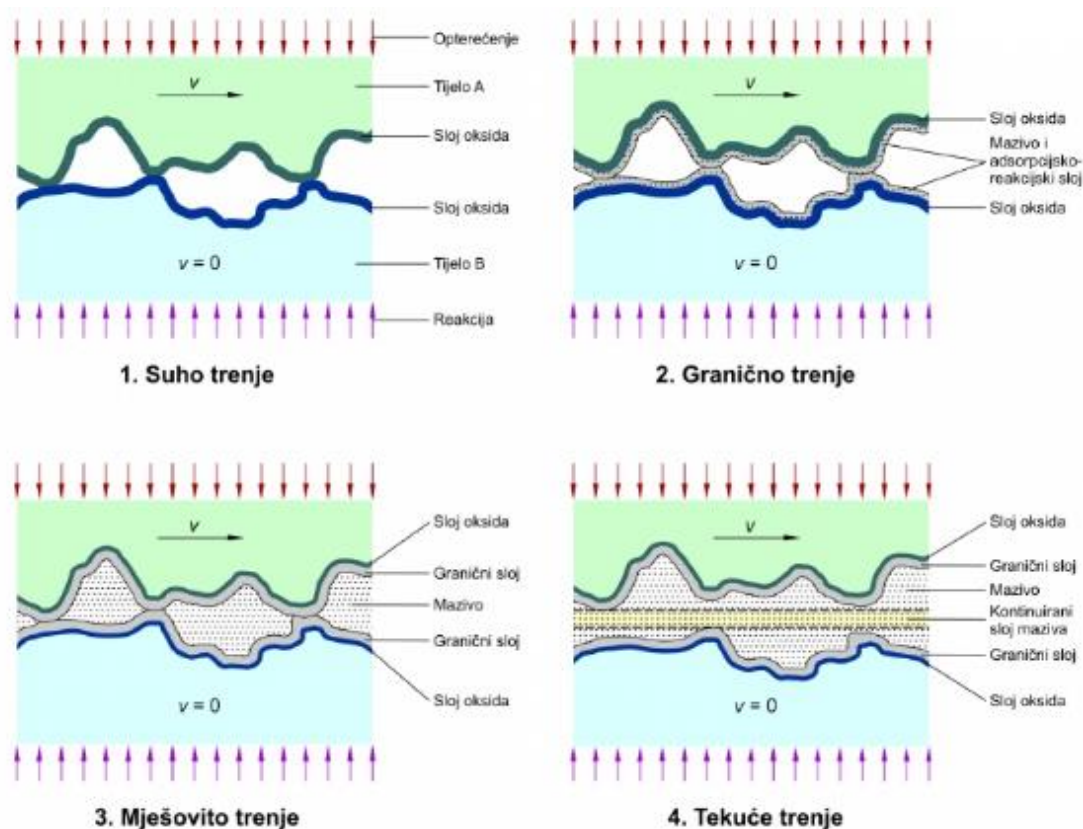 Opterećenje
v
Tijelo A
Sloj oksida
Sloj oksida
v = 0
Tijelo B
Reakcija
1. Suho trenje
v
Sloj oksida
Mazivo i
adsorpcijsko-
reakcijski sloj
Sloj oksida
v = 0
2. Granično trenje
v
Sloj oksida
Granični sloj
Mazivo
Granični sloj
Sloj oksida
v = 0
3. Mješovito trenje
v
Sloj oksida
Granični sloj
Mazivo
Kontinuirani
sloj maziva
Granični sloj
Sloj oksida
v = 0
4. Tekuće trenje